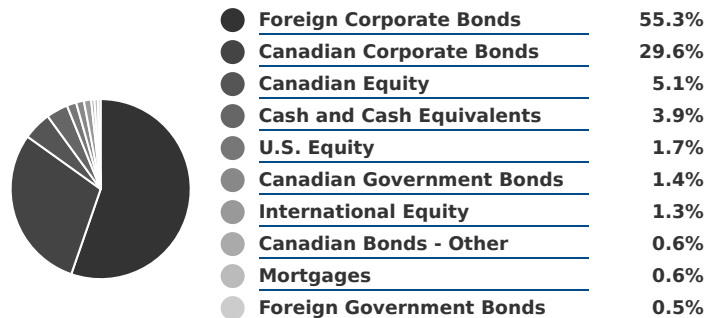 Foreign Corporate Bonds 55.3%
Canadian Corporate Bonds 29.6%
Canadian Equity 5.1%
Cash and Cash Equivalents 3.9%
U.S. Equity 1.7%
Canadian Government Bonds 1.4%
International Equity 1.3%
Canadian Bonds - Other 0.6%
Mortgages 0.6%
Foreign Government Bonds 0.5%